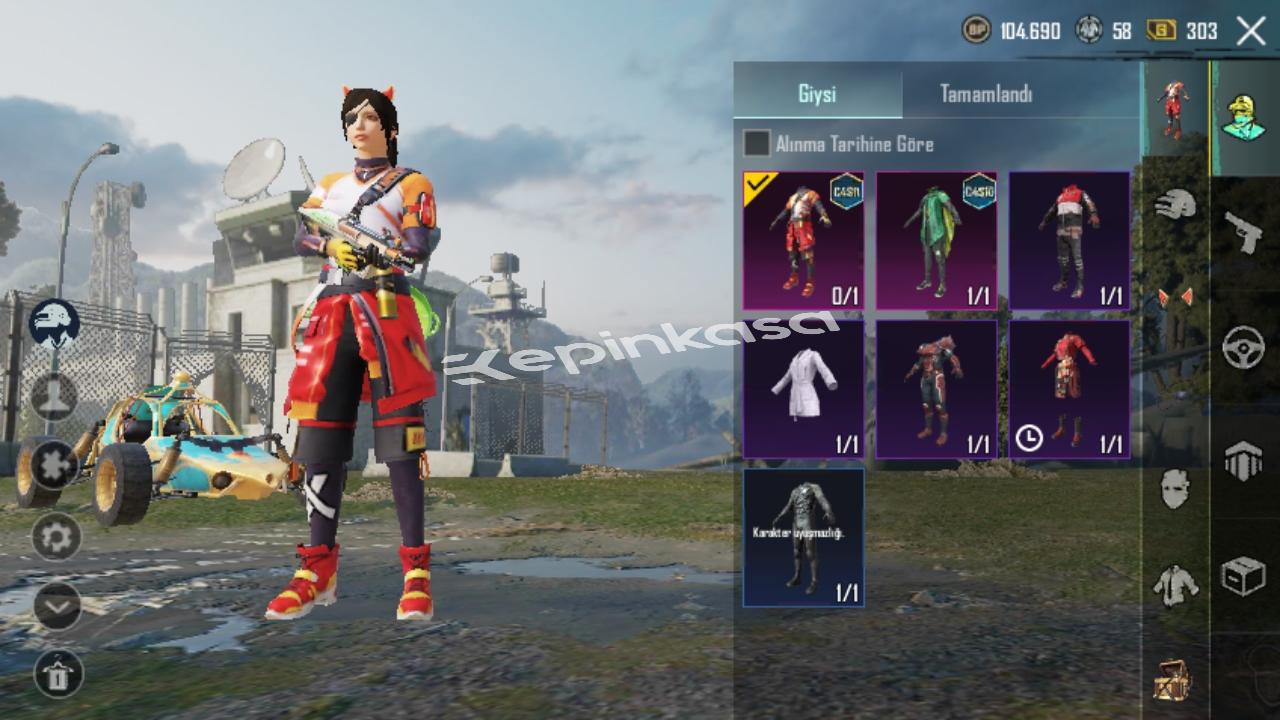 104.690 58 303
Giysi Tamamlandı
Alınma Tarihine Göre
C4S11 C4S10
0/1 1/1 1/1
epinkasa
1/1 1/1 1/1
Karakter uyuşmazlığı.
1/1